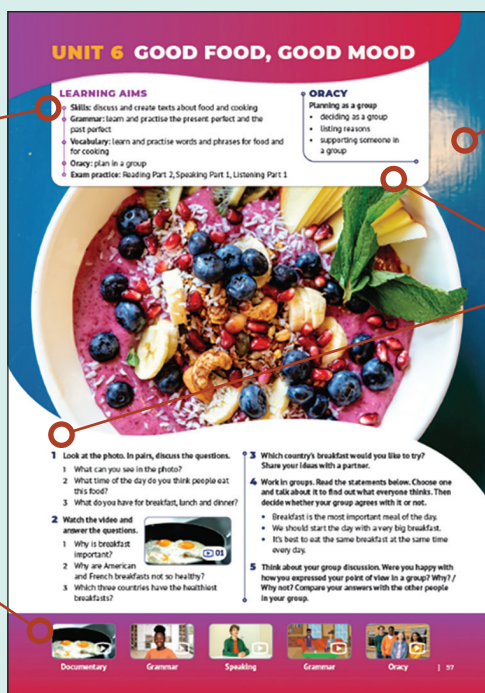 UNIT 6 GOOD FOOD, GOOD MOOD
LEARNING AIMS
Skills: discuss and create texts about food and cooking
Grammar: learn and practise the present perfect and the
past perfect
Vocabulary: learn and practise words and phrases for food and
for cooking
Oracy: plan in a group
Exam practice: Reading Part 2, Speaking Part 1, Listening Part 1
ORACY
Planning as a group
• deciding as a group
• listing reasons
• supporting someone in
a group
1 Look at the photo. In pairs, discuss the questions.
1 What can you see in the photo?
2 What time of the day do you think people eat
this food?
3 What do you have for breakfast, lunch and dinner?
2 Watch the video and
answer the questions.
01
1 Why is breakfast
important?
2 Why are American
and French breakfasts not so healthy?
3 Which three countries have the healthiest
breakfasts?
3 Which country's breakfast would you like to try?
Share your ideas with a partner.
4 Work in groups. Read the statements below. Choose one
and talk about it to find out what everyone thinks. Then
decide whether your group agrees with it or not.
• Breakfast is the most important meal of the day.
• We should start the day with a very big breakfast.
• It's best to eat the same breakfast at the same time
every day.
5 Think about your group discussion. Were you happy with
how you expressed your point of view in a group? Why? /
Why not? Compare your answers with the other people
in your group.
Documentary
Grammar
Speaking
Grammar
Oracy
| 57